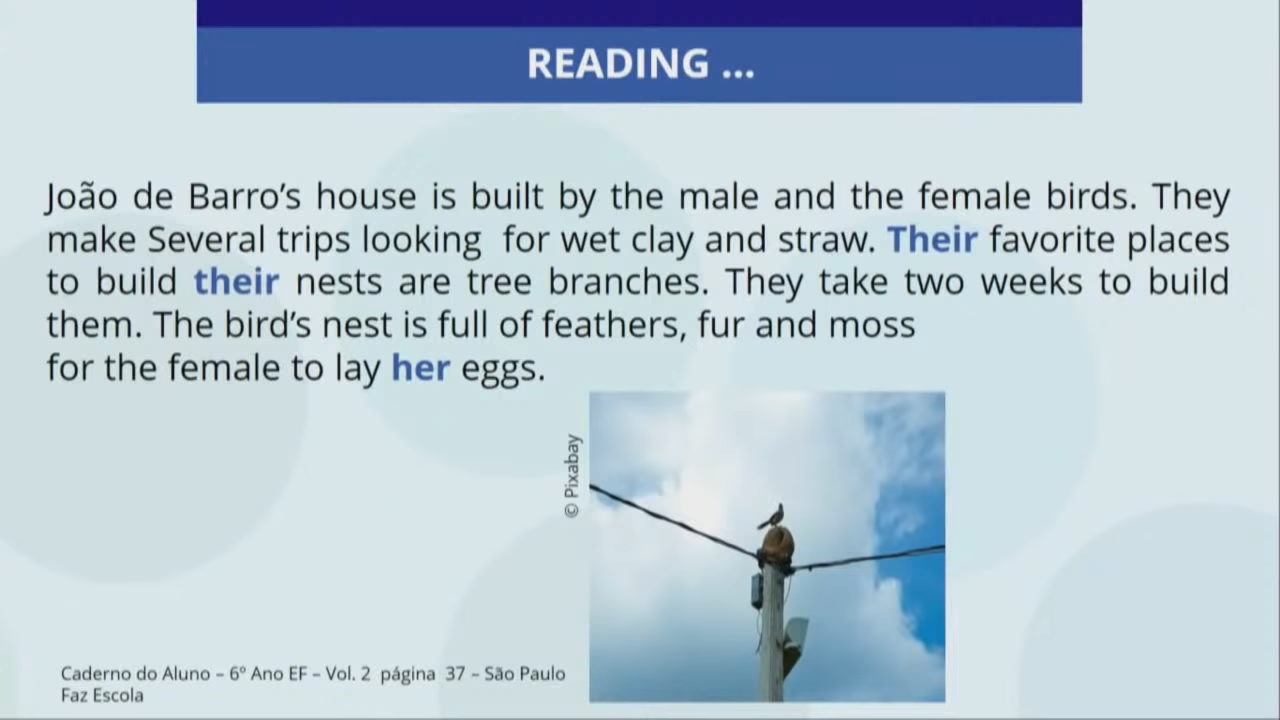 READING ...
João de Barro’s house is built by the male and the female birds. They
make Several trips looking for wet clay and straw. Their favorite places
to build their nests are tree branches. They take two weeks to build
them. The bird’s nest is full of feathers, fur and moss
for the female to lay her eggs.
© Pixabay
Caderno do Aluno – 6º Ano EF – Vol. 2 página 37 – São Paulo
Faz Escola